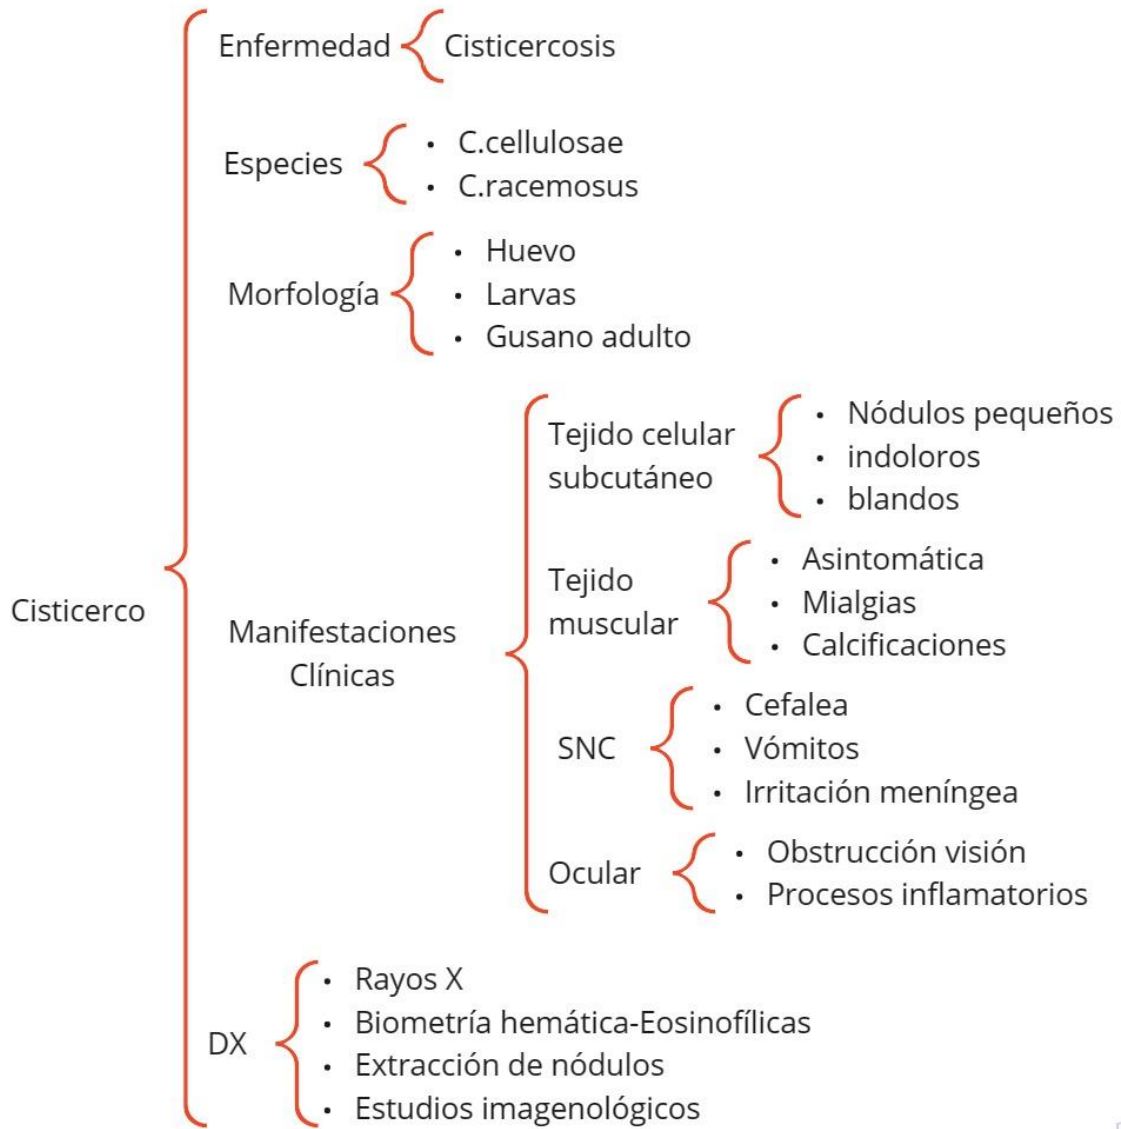 Cisticerco
Enfermedad
Cisticercosis
Especies
• C.cellulosae
• C.racemosus
Morfología
• Huevo
• Larvas
• Gusano adulto
Manifestaciones
Clínicas
Tejido celular
subcutáneo
• Nódulos pequeños
• indoloros
• blandos
Tejido
muscular
• Asintomática
• Mialgias
• Calcificaciones
SNC
• Cefalea
• Vómitos
• Irritación meníngea
Ocular
• Obstrucción visión
• Procesos inflamatorios
DX
• Rayos X
• Biometría hemática-Eosinofílicas
• Extracción de nódulos
• Estudios imagenológicos